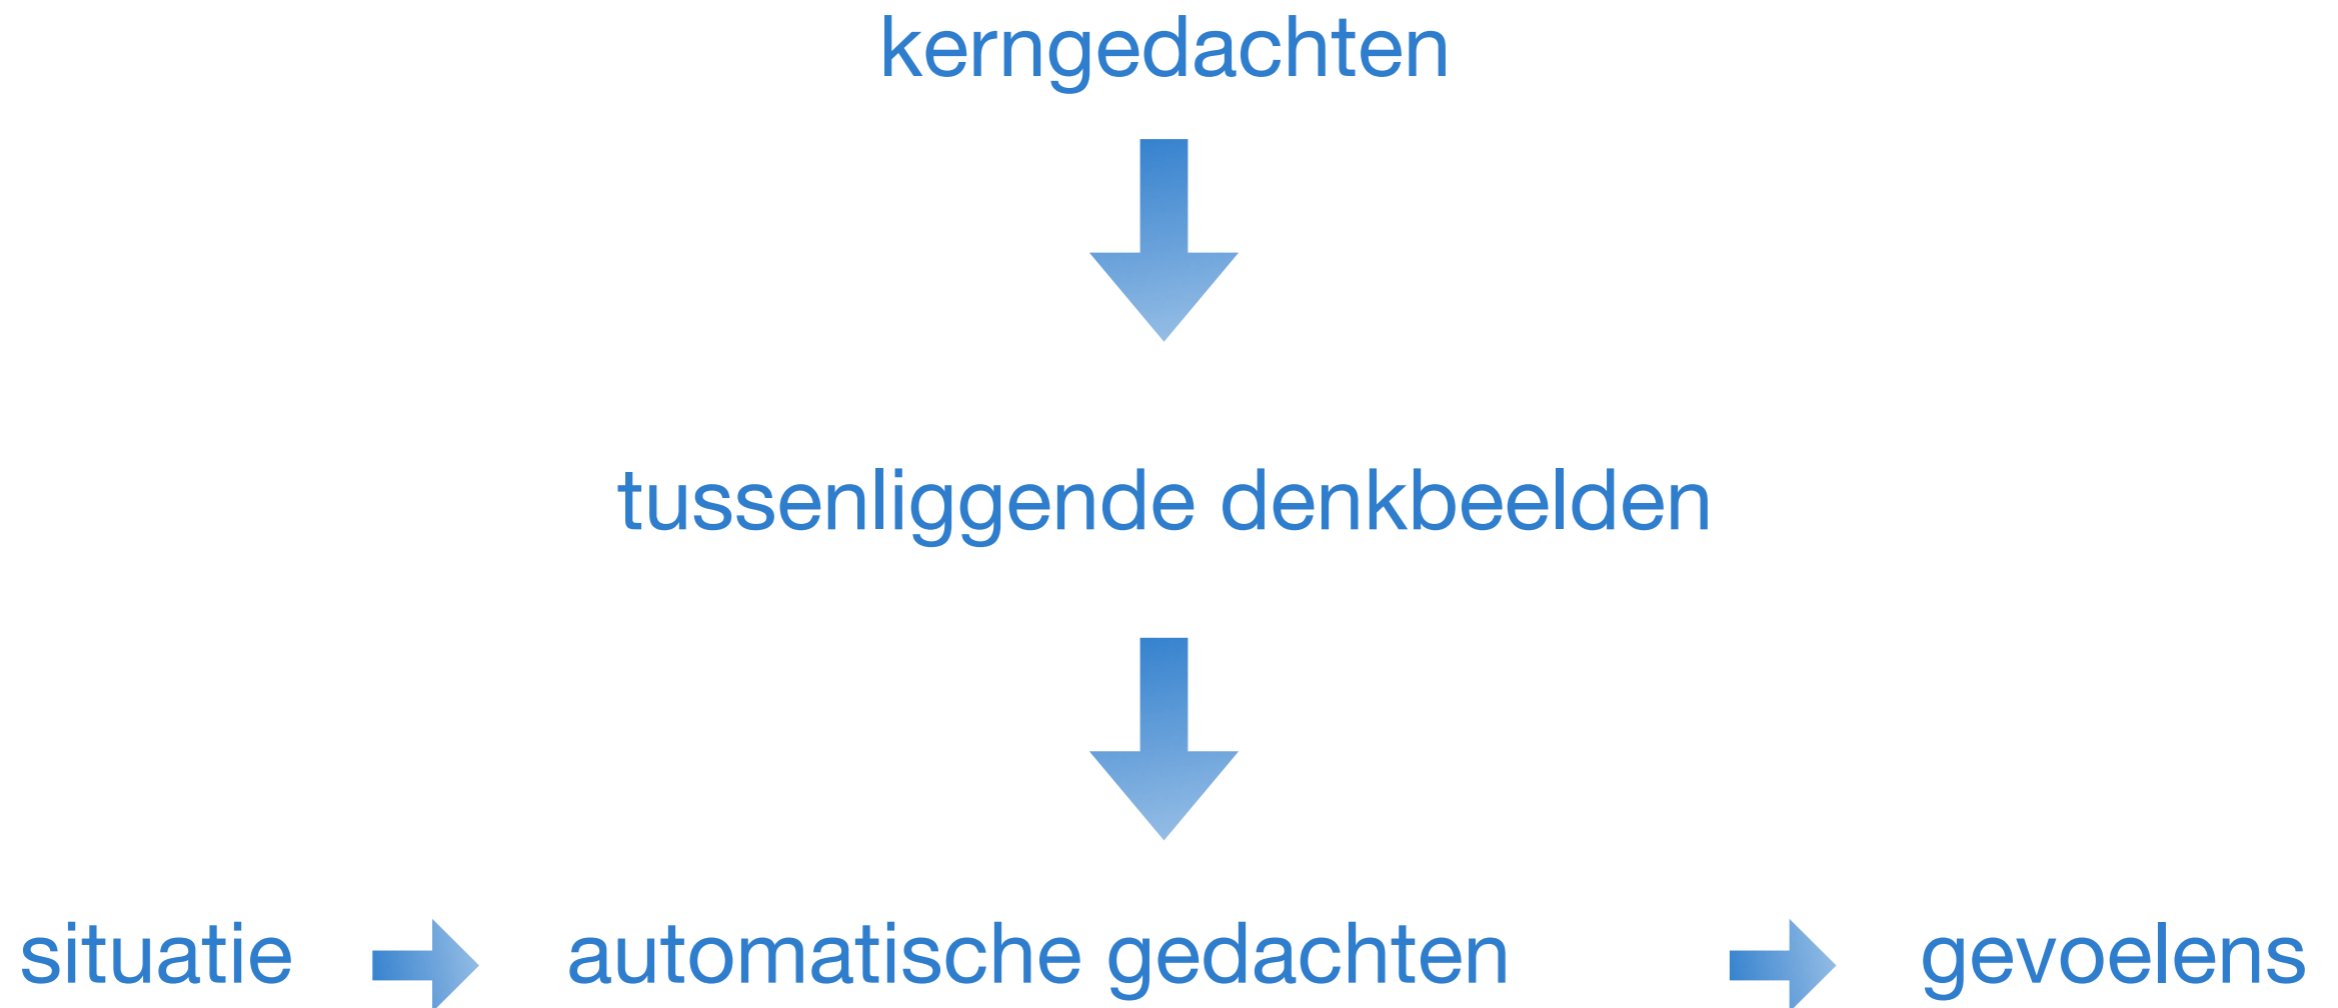 kerngedachten
tussenliggende denkbeelden
situatie automatische gedachten gevoelens